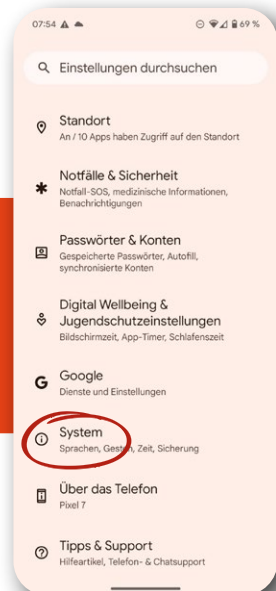 07:54
69 %
Einstellungen durchsuchen
Standort
An / 10 Apps haben Zugriff auf den Standort
Notfälle & Sicherheit
Notfall-SOS, medizinische Informationen,
Benachrichtigungen
Passwörter & Konten
Gespeicherte Passwörter, Autofill,
synchronisierte Konten
Digital Wellbeing &
Jugendschutzeinstellungen
Bildschirmzeit, App-Timer, Schlafenszeit
G Google
Dienste und Einstellungen
System
Sprachen, Gesten, Zeit, Sicherung
Über das Telefon
Pixel 7
Tipps & Support
Hilfeartikel, Telefon- & Chatsupport